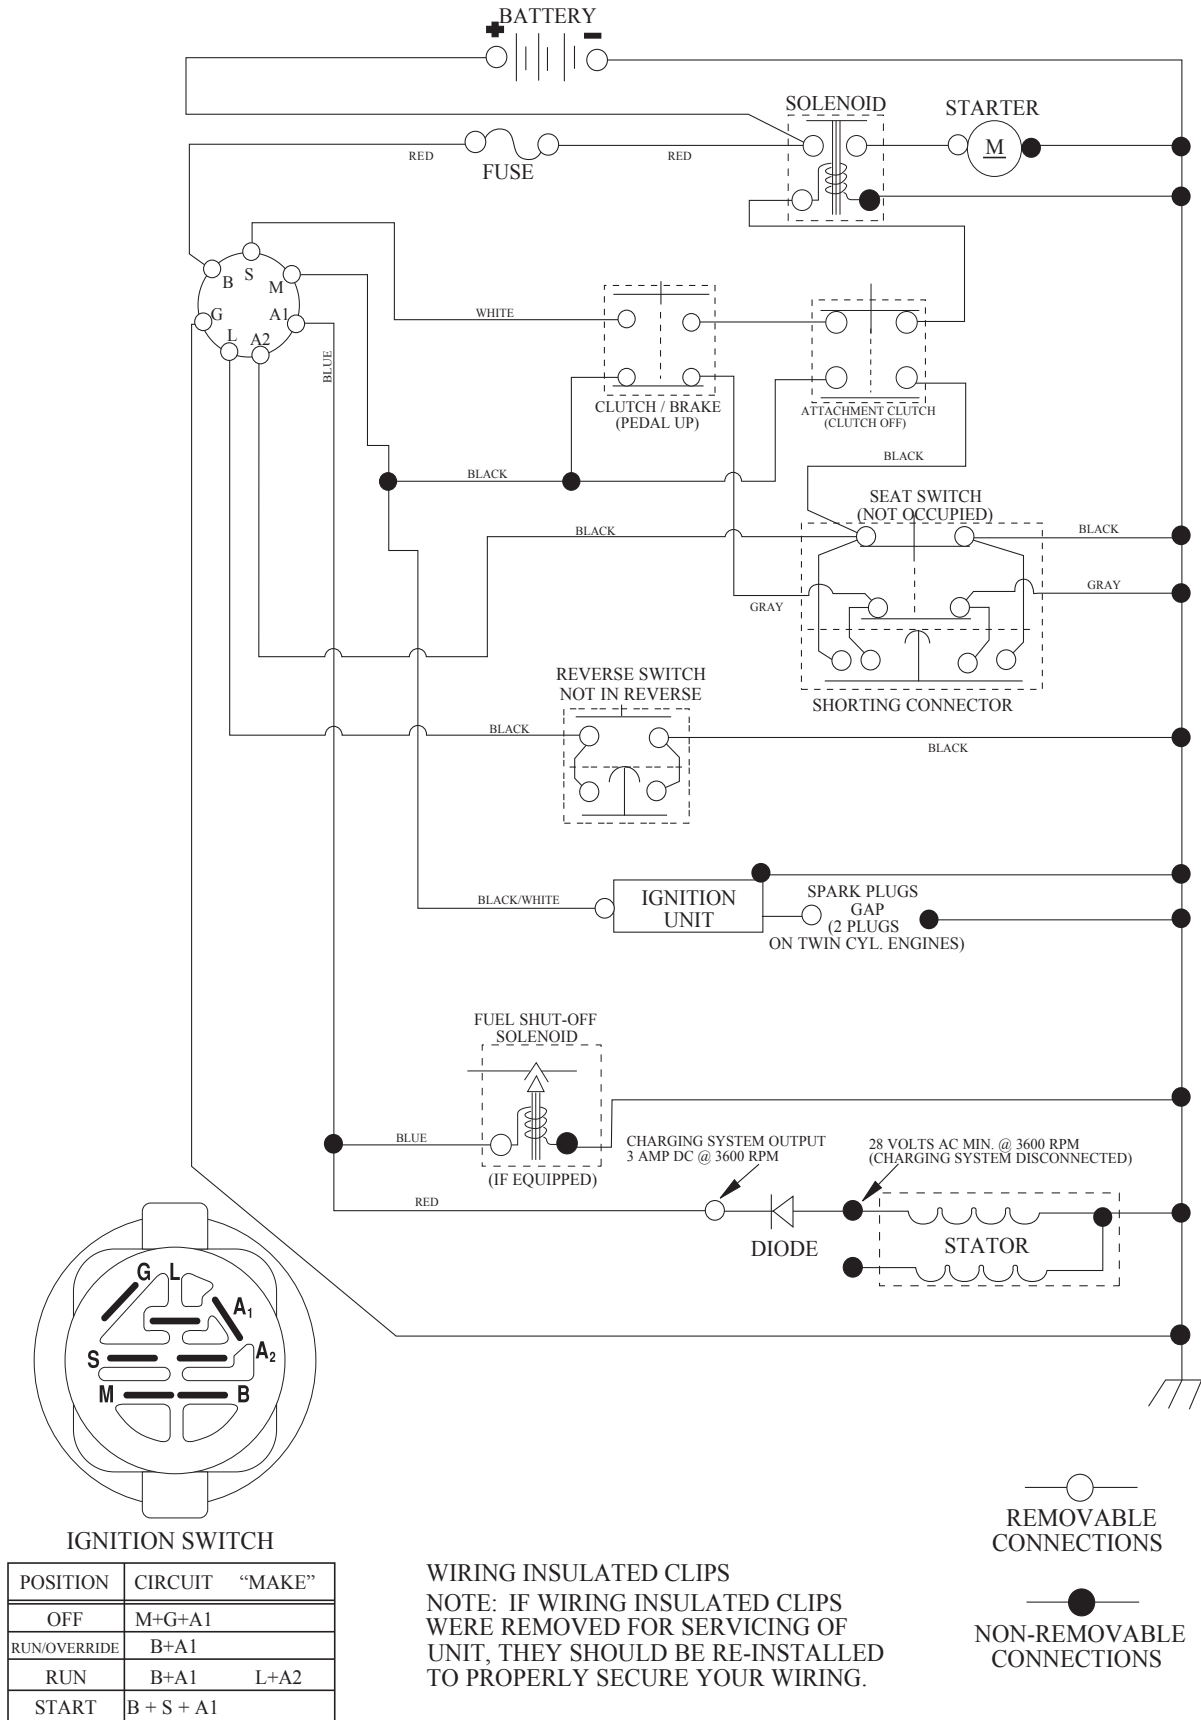 BATTERY
+ -
SOLENOID
STARTER
M
RED
FUSE
RED
B
S
M
G
A1
L
A2
BLUE
WHITE
CLUTCH / BRAKE
(PEDAL UP)
ATTACHMENT CLUTCH
(CLUTCH OFF)
BLACK
BLACK
SEAT SWITCH
(NOT OCCUPIED)
BLACK
BLACK
GRAY
GRAY
SHORTING CONNECTOR
REVERSE SWITCH
NOT IN REVERSE
BLACK
BLACK
BLACK/WHITE
IGNITION
UNIT
SPARK PLUGS
GAP
(2 PLUGS
ON TWIN CYL. ENGINES)
FUEL SHUT-OFF
SOLENOID
BLUE
(IF EQUIPPED)
CHARGING SYSTEM OUTPUT
3 AMP DC @ 3600 RPM
28 VOLTS AC MIN. @ 3600 RPM
(CHARGING SYSTEM DISCONNECTED)
RED
DIODE
STATOR
G L
A1
S A2
M B
IGNITION SWITCH
POSITION CIRCUIT “MAKE”
OFF M+G+A1
RUN/OVERRIDE B+A1
RUN B+A1 L+A2
START B + S + A1
WIRING INSULATED CLIPS
NOTE: IF WIRING INSULATED CLIPS
WERE REMOVED FOR SERVICING OF
UNIT, THEY SHOULD BE RE-INSTALLED
TO PROPERLY SECURE YOUR WIRING.
REMOVABLE
CONNECTIONS
NON-REMOVABLE
CONNECTIONS